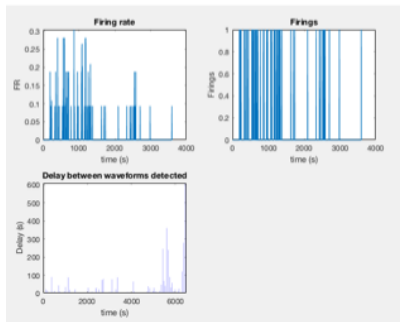 Firing rate
0.3
0.25
0.2
0.15
0.1
0.05
0
FR
0 1000 2000 3000 4000
time (s)
Firings
1
0.8
0.6
0.4
0.2
0
Firings
0 1000 2000 3000 4000
time (s)
Delay between waveforms detected
600
500
400
300
200
100
0
Delay (s)
0 2000 4000 6000
time (s)